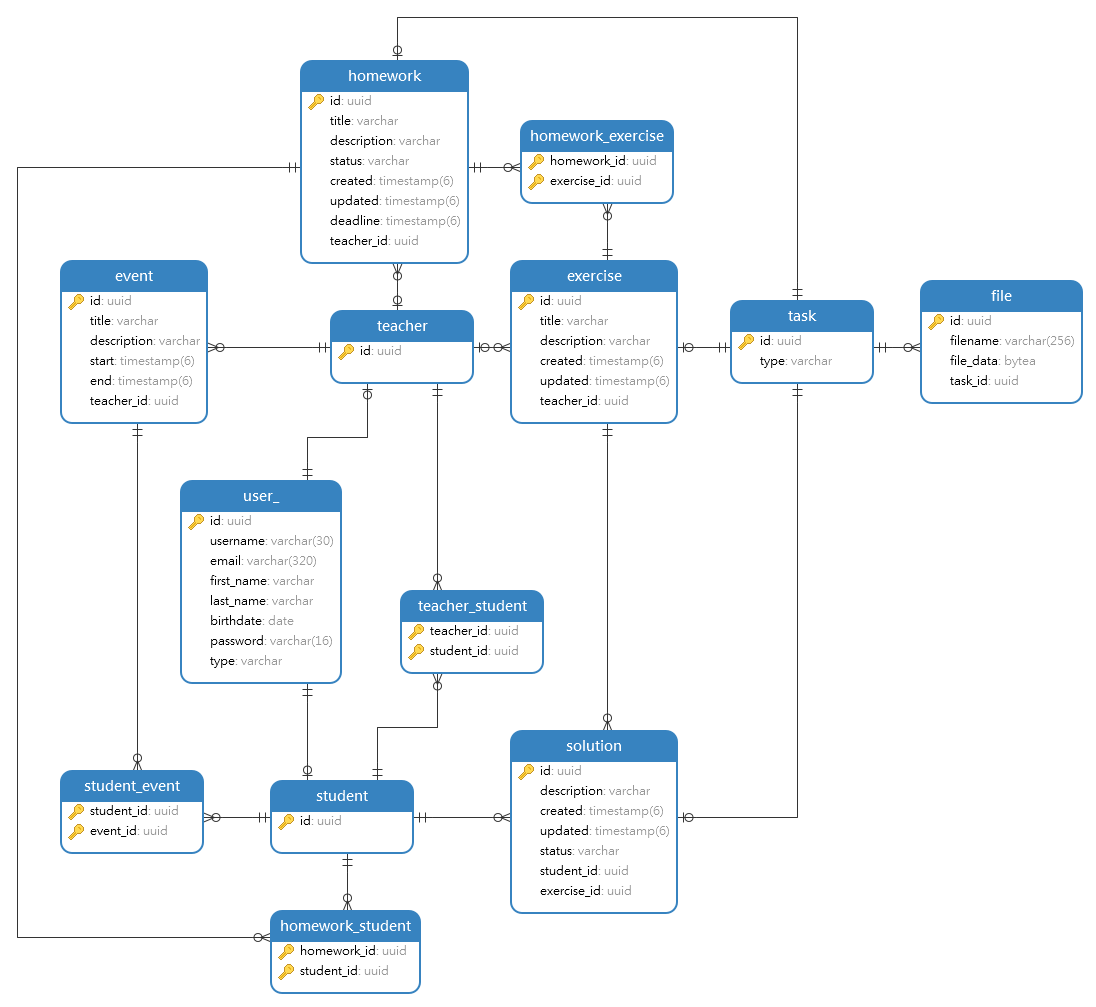 homework
id: uuid
title: varchar
description: varchar
status: varchar
created: timestamp(6)
updated: timestamp(6)
deadline: timestamp(6)
teacher_id: uuid
homework_exercise
homework_id: uuid
exercise_id: uuid
event
id: uuid
title: varchar
description: varchar
start: timestamp(6)
end: timestamp(6)
teacher_id: uuid
teacher
id: uuid
exercise
id: uuid
title: varchar
description: varchar
created: timestamp(6)
updated: timestamp(6)
teacher_id: uuid
task
id: uuid
type: varchar
file
id: uuid
filename: varchar(256)
file_data: bytea
task_id: uuid
user_
id: uuid
username: varchar(30)
email: varchar(320)
first_name: varchar
last_name: varchar
birthdate: date
password: varchar(16)
type: varchar
teacher_student
teacher_id: uuid
student_id: uuid
student_event
student_id: uuid
event_id: uuid
student
id: uuid
solution
id: uuid
description: varchar
created: timestamp(6)
updated: timestamp(6)
status: varchar
student_id: uuid
exercise_id: uuid
homework_student
homework_id: uuid
student_id: uuid